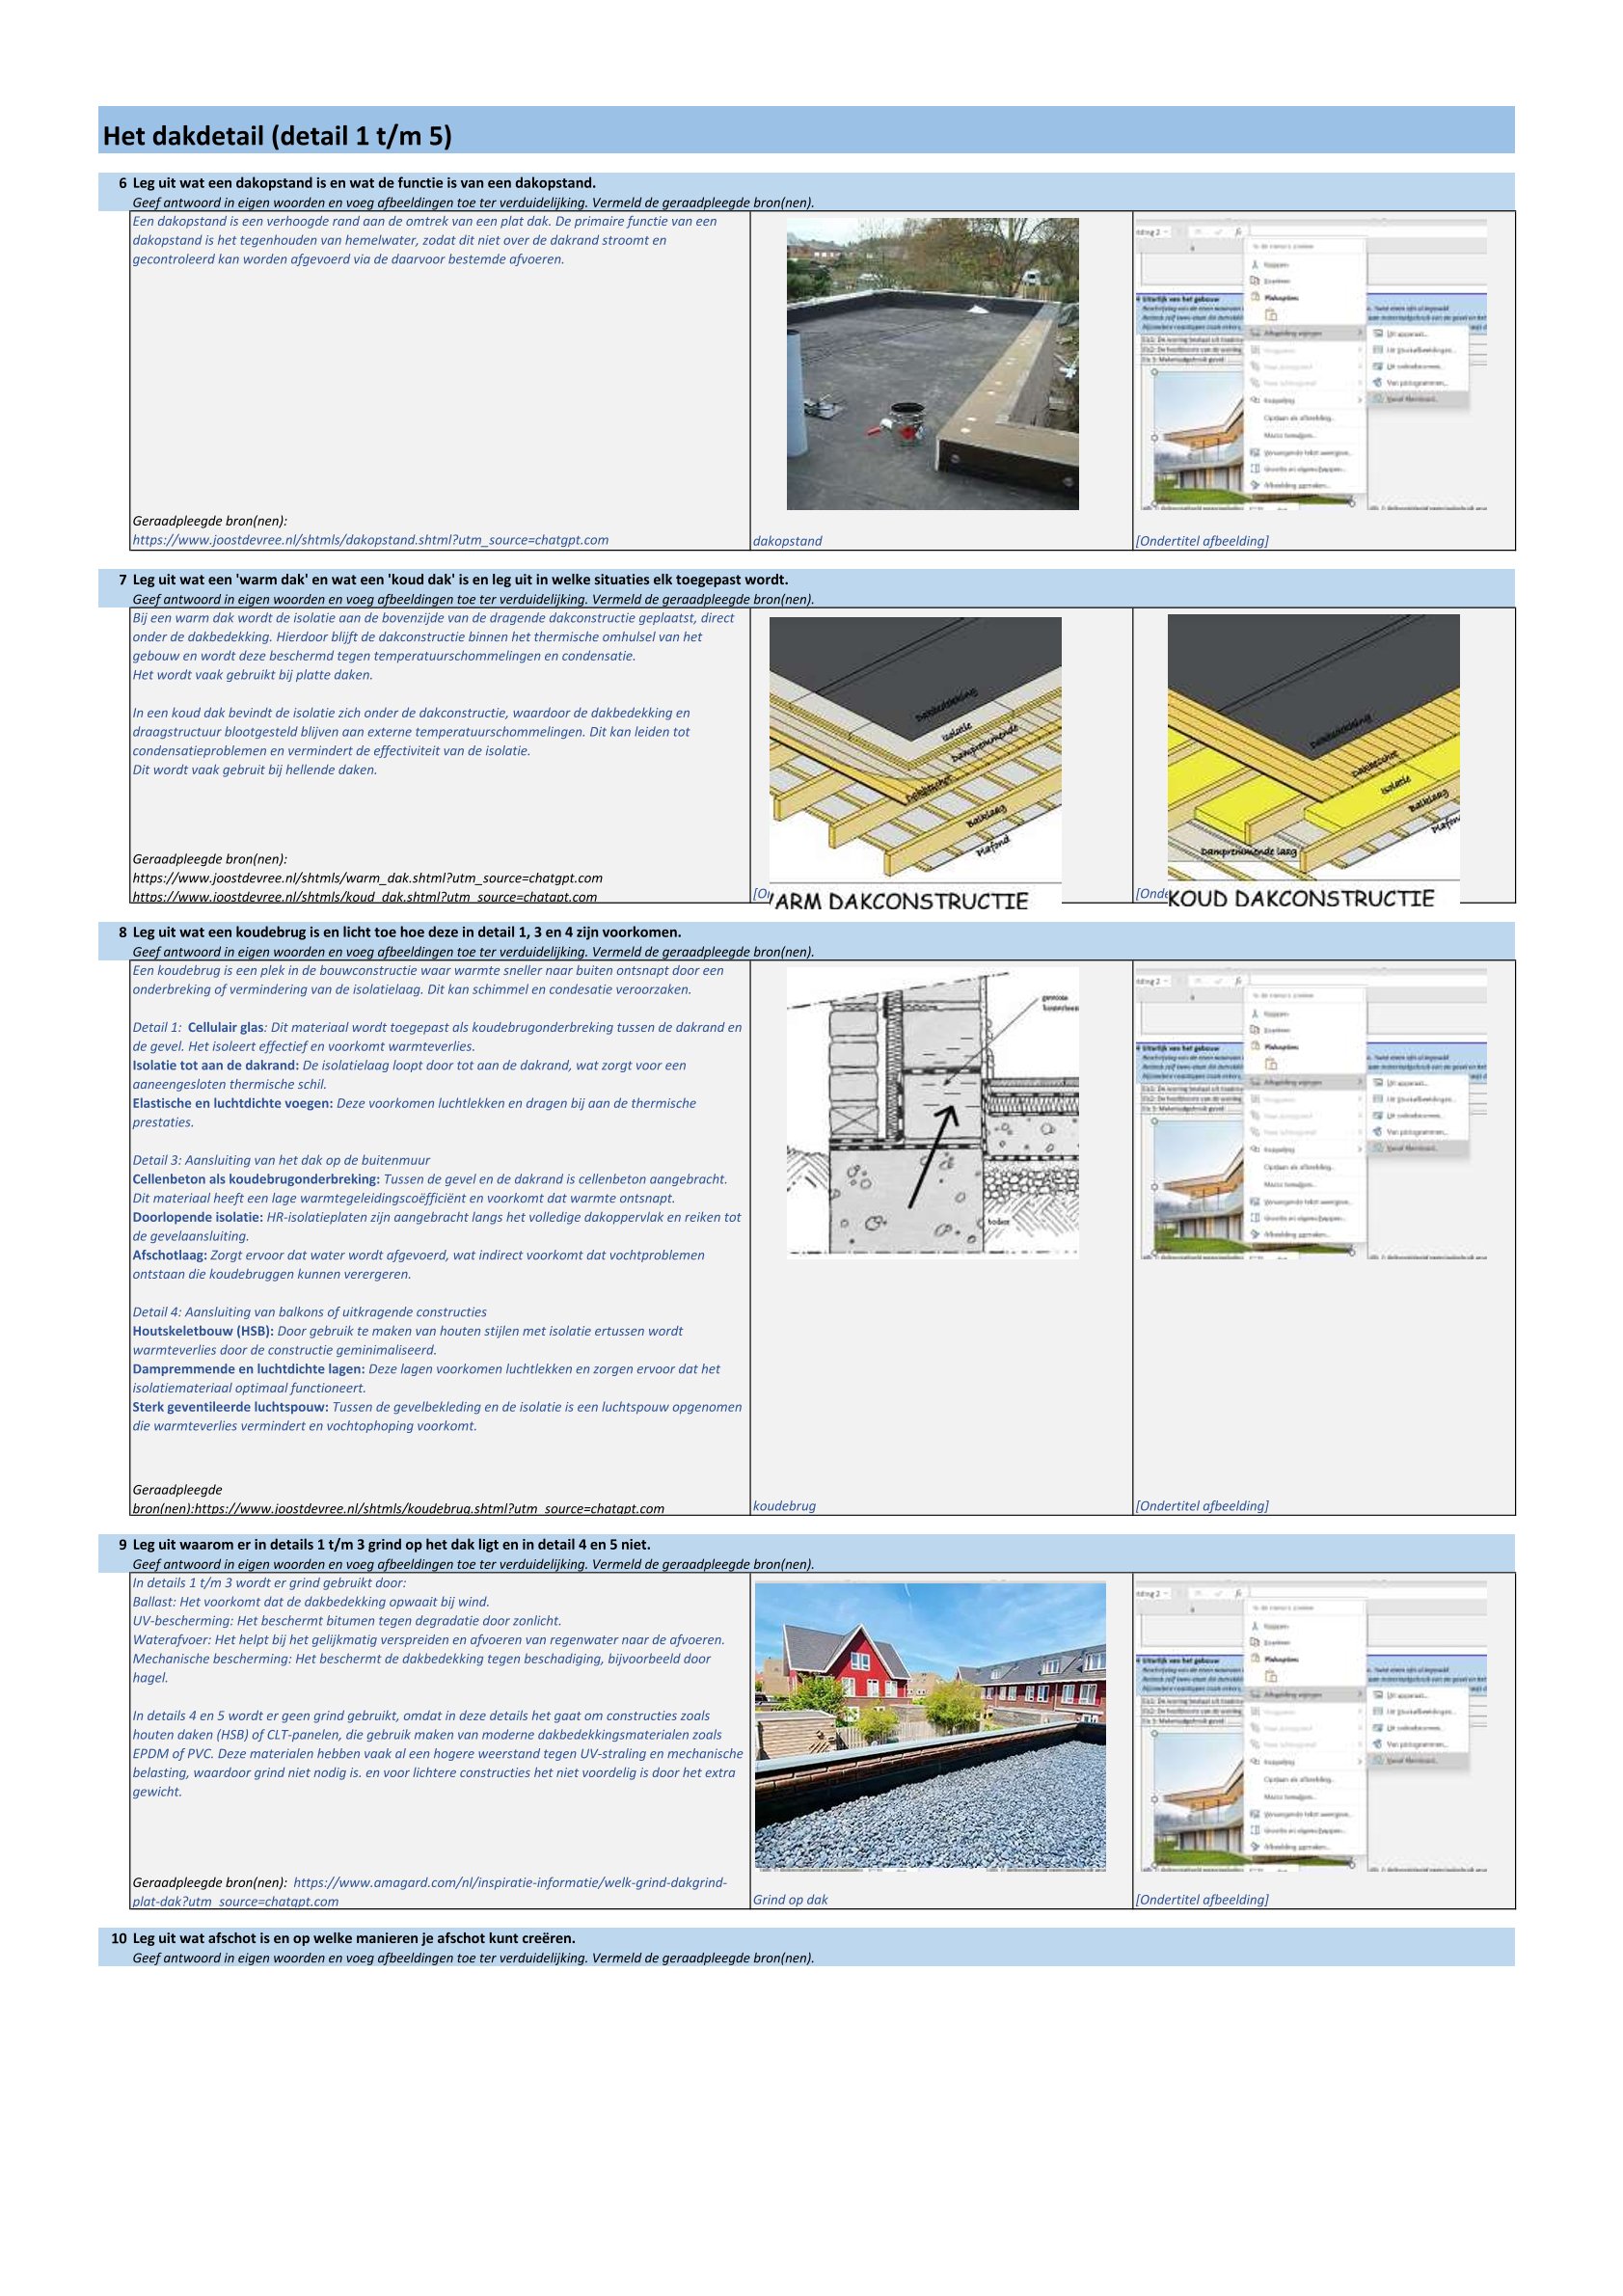 Het dakdetail (detail 1 t/m 5)
6 Leg uit wat een dakopstand is en wat de functie is van een dakopstand.
Geef antwoord in eigen woorden en voeg afbeeldingen toe ter verduidelijking. Vermeld de geraadpleegde bron(nen).
Een dakopstand is een verhoogde rand aan de omtrek van een plat dak. De primaire functie van een
dakopstand is het tegenhouden van hemelwater, zodat dit niet over de dakrand stroomt en
gecontroleerd kan worden afgevoerd via de daarvoor bestemde afvoeren.
Geraadpleegde bron(nen):
https://www.joostdevree.nl/shtmls/dakopstand.shtml?utm_source=chatgpt.com
dakopstand
[Ondertitel afbeelding]
7 Leg uit wat een 'warm dak' en wat een 'koud dak' is en leg uit in welke situaties elk toegepast wordt.
Geef antwoord in eigen woorden en voeg afbeeldingen toe ter verduidelijking. Vermeld de geraadpleegde bron(nen).
Bij een warm dak wordt de isolatie aan de bovenzijde van de dragende dakconstructie geplaatst, direct
onder de dakbedekking. Hierdoor blijft de dakconstructie binnen het thermische omhulsel van het
gebouw en wordt deze beschermd tegen temperatuurschommelingen en condensatie.
Het wordt vaak gebruikt bij platte daken.
In een koud dak bevindt de isolatie zich onder de dakconstructie, waardoor de dakbedekking en
draagstructuur blootgesteld blijven aan externe temperatuurschommelingen. Dit kan leiden tot
condensatieproblemen en vermindert de effectiviteit van de isolatie.
Dit wordt vaak gebruit bij hellende daken.
Geraadpleegde bron(nen):
https://www.joostdevree.nl/shtmls/warm_dak.shtml?utm_source=chatgpt.com
https://www.joostdevree.nl/shtmls/koud_dak.shtml?utm_source=chatgpt.com
Dakbedekking
Isolatie
Dampremmende
Dakbeschot
Balklaag
Plafond
[On
ARM DAKCONSTRUCTIE
Dakbedekking
Dakbeschot
Isolatie
Balklaag
Plafon
Dampremmende laag
[Onde
KOUD DAKCONSTRUCTIE
8 Leg uit wat een koudebrug is en licht toe hoe deze in detail 1, 3 en 4 zijn voorkomen.
Geef antwoord in eigen woorden en voeg afbeeldingen toe ter verduidelijking. Vermeld de geraadpleegde bron(nen).
Een koudebrug is een plek in de bouwconstructie waar warmte sneller naar buiten ontsnapt door een
onderbreking of vermindering van de isolatielaag. Dit kan schimmel en condesatie veroorzaken.
Detail 1: Cellulair glas: Dit materiaal wordt toegepast als koudebrugonderbreking tussen de dakrand en
de gevel. Het isoleert effectief en voorkomt warmteverlies.
Isolatie tot aan de dakrand: De isolatielaag loopt door tot aan de dakrand, wat zorgt voor een
aaneengesloten thermische schil.
Elastische en luchtdichte voegen: Deze voorkomen luchtlekken en dragen bij aan de thermische
prestaties.
Detail 3: Aansluiting van het dak op de buitenmuur
Cellenbeton als koudebrugonderbreking: Tussen de gevel en de dakrand is cellenbeton aangebracht.
Dit materiaal heeft een lage warmtegeleidingscoëfficiënt en voorkomt dat warmte ontsnapt.
Doorlopende isolatie: HR-isolatieplaten zijn aangebracht langs het volledige dakoppervlak en reiken tot
de gevelaansluiting.
Afschotlaag: Zorgt ervoor dat water wordt afgevoerd, wat indirect voorkomt dat vochtproblemen
ontstaan die koudebruggen kunnen verergeren.
Detail 4: Aansluiting van balkons of uitkragende constructies
Houtskeletbouw (HSB): Door gebruik te maken van houten stijlen met isolatie ertussen wordt
warmteverlies door de constructie geminimaliseerd.
Dampremmende en luchtdichte lagen: Deze lagen voorkomen luchtlekken en zorgen ervoor dat het
isolatiemateriaal optimaal functioneert.
Sterk geventileerde luchtspouw: Tussen de gevelbekleding en de isolatie is een luchtspouw opgenomen
die warmteverlies vermindert en vochtophoping voorkomt.
Geraadpleegde
bron(nen):https://www.joostdevree.nl/shtmls/koudebrug.shtml?utm_source=chatgpt.com
koudebrug
[Ondertitel afbeelding]
9 Leg uit waarom er in details 1 t/m 3 grind op het dak ligt en in detail 4 en 5 niet.
Geef antwoord in eigen woorden en voeg afbeeldingen toe ter verduidelijking. Vermeld de geraadpleegde bron(nen).
In details 1 t/m 3 wordt er grind gebruikt door:
Ballast: Het voorkomt dat de dakbedekking opwaait bij wind.
UV-bescherming: Het beschermt bitumen tegen degradatie door zonlicht.
Waterafvoer: Het helpt bij het gelijkmatig verspreiden en afvoeren van regenwater naar de afvoeren.
Mechanische bescherming: Het beschermt de dakbedekking tegen beschadiging, bijvoorbeeld door
hagel.
In details 4 en 5 wordt er geen grind gebruikt, omdat in deze details het gaat om constructies zoals
houten daken (HSB) of CLT-panelen, die gebruik maken van moderne dakbedekkingsmaterialen zoals
EPDM of PVC. Deze materialen hebben vaak al een hogere weerstand tegen UV-straling en mechanische
belasting, waardoor grind niet nodig is. en voor lichtere constructies het niet voordelig is door het extra
gewicht.
Geraadpleegde bron(nen): https://www.amagard.com/nl/inspiratie-informatie/welk-grind-dakgrind-
plat-dak?utm_source=chatgpt.com
Grind op dak
[Ondertitel afbeelding]
10 Leg uit wat afschot is en op welke manieren je afschot kunt creëren.
Geef antwoord in eigen woorden en voeg afbeeldingen toe ter verduidelijking. Vermeld de geraadpleegde bron(nen).